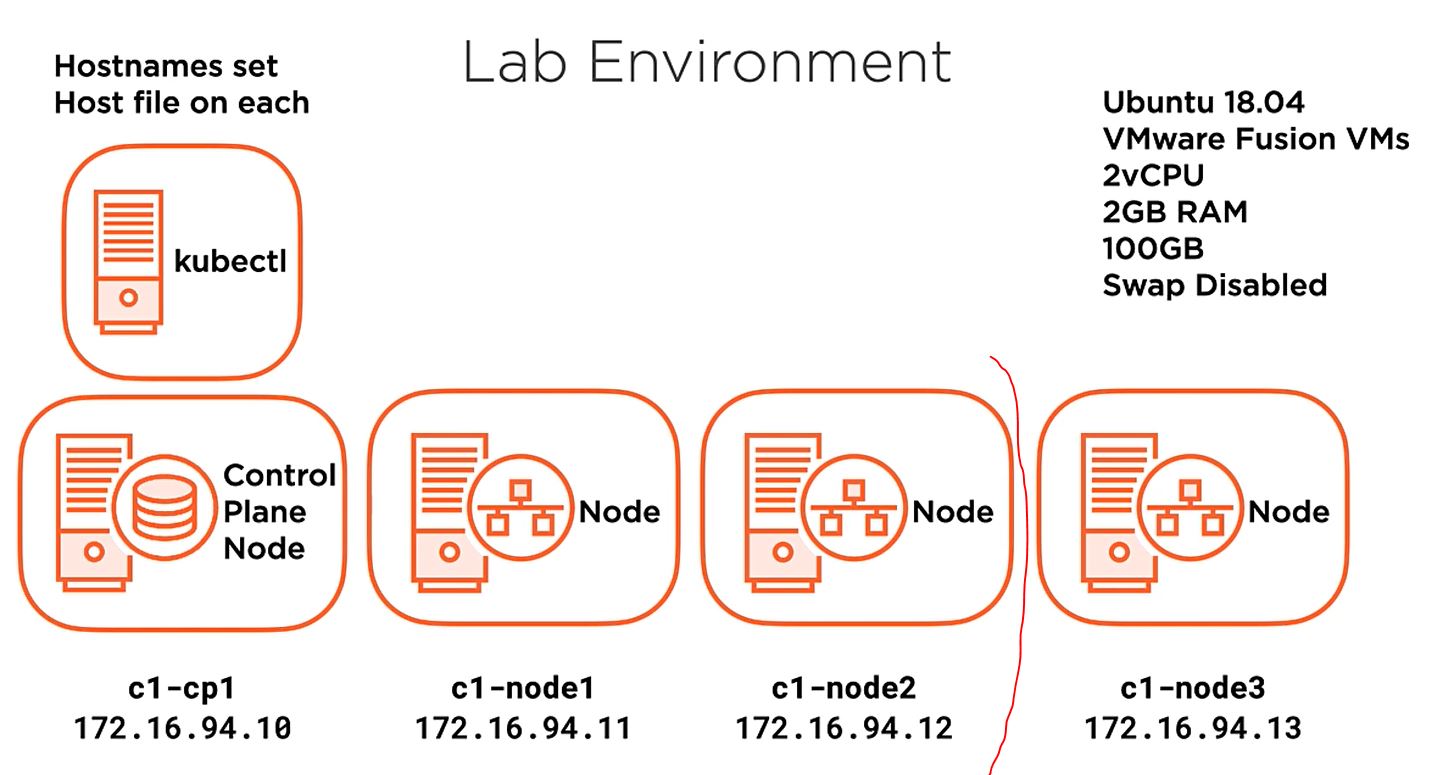 Lab Environment
Hostnames set
Host file on each
Ubuntu 18.04
VMware Fusion VMs
2vCPU
2GB RAM
100GB
Swap Disabled
kubectl
Control
Plane
Node
Node
Node
Node
c1-cp1
172.16.94.10
c1-node1
172.16.94.11
c1-node2
172.16.94.12
c1-node3
172.16.94.13